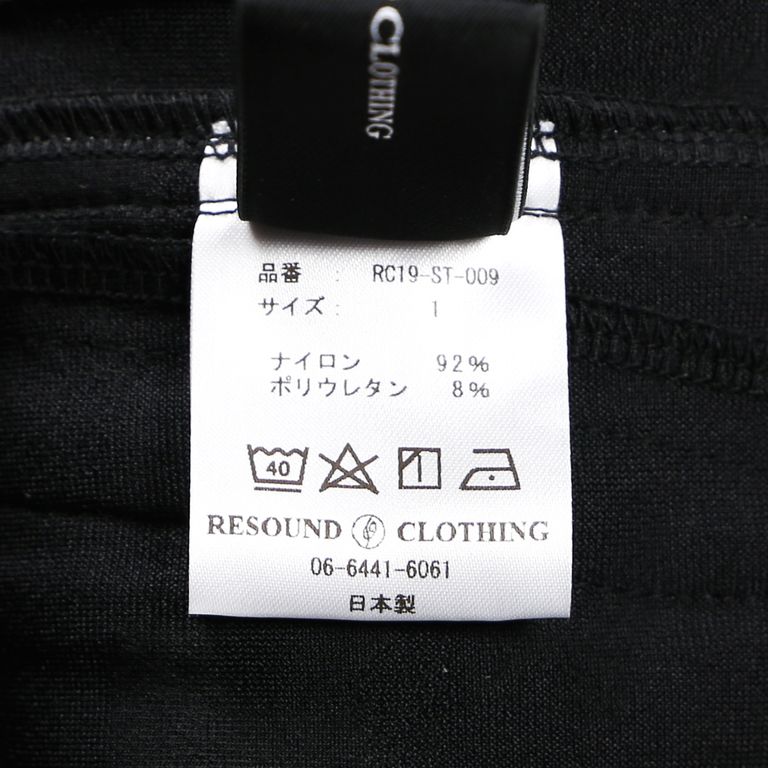 CLOTHING
品番 : RC19-ST-009
サイズ : 1
ナイロン 92%
ポリウレタン 8%
40
RESOUND CLOTHING
06-6441-6061
日本製